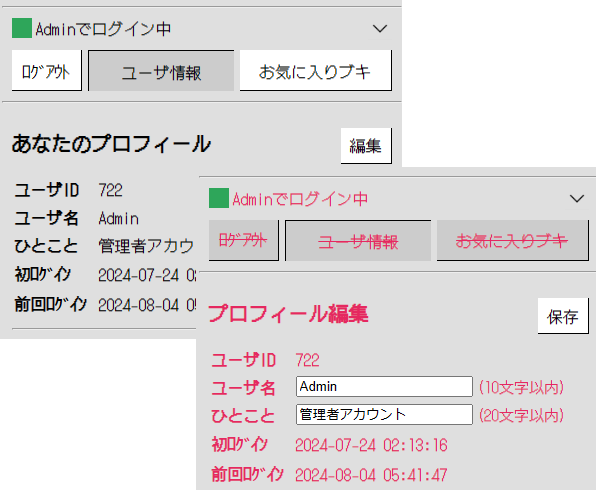 Adminでログイン中
ﾛｸﾞｱｳﾄ ユーザ情報 お気に入りブキ
あなたのプロフィール 編集
ユーザID 722
ユーザ名 Admin
ひとこと 管理者アカウ
初ﾛｸﾞｲﾝ 2024-07-24
前回ﾛｸﾞｲﾝ 2024-08-04
Adminでログイン中
ﾛｸﾞｱｳﾄ ユーザ情報 お気に入りブキ
プロフィール編集 保存
ユーザID 722
ユーザ名 Admin (10文字以内)
ひとこと 管理者アカウント (20文字以内)
初ﾛｸﾞｲﾝ 2024-07-24 02:13:16
前回ﾛｸﾞｲﾝ 2024-08-04 05:41:47